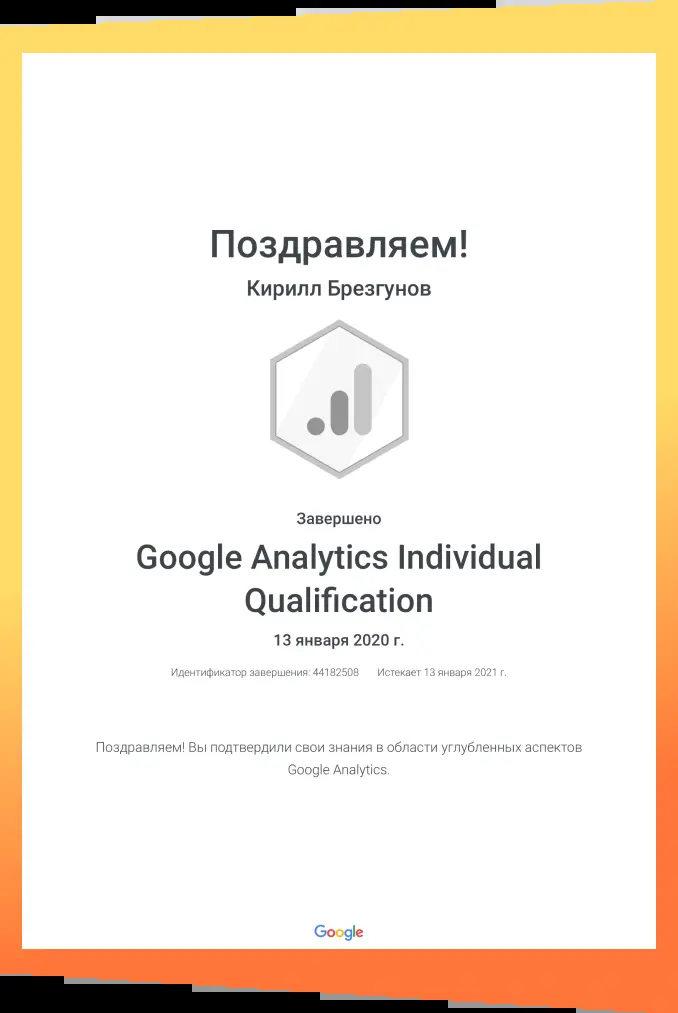 Поздравляем!
Кирилл Брезгунов
Завершено
Google Analytics Individual
Qualification
13 января 2020 г.
Идентификатор завершения: 44182508 Истекает 13 января 2021 г.
Поздравляем! Вы подтвердили свои знания в области углубленных аспектов
Google Analytics.
Google